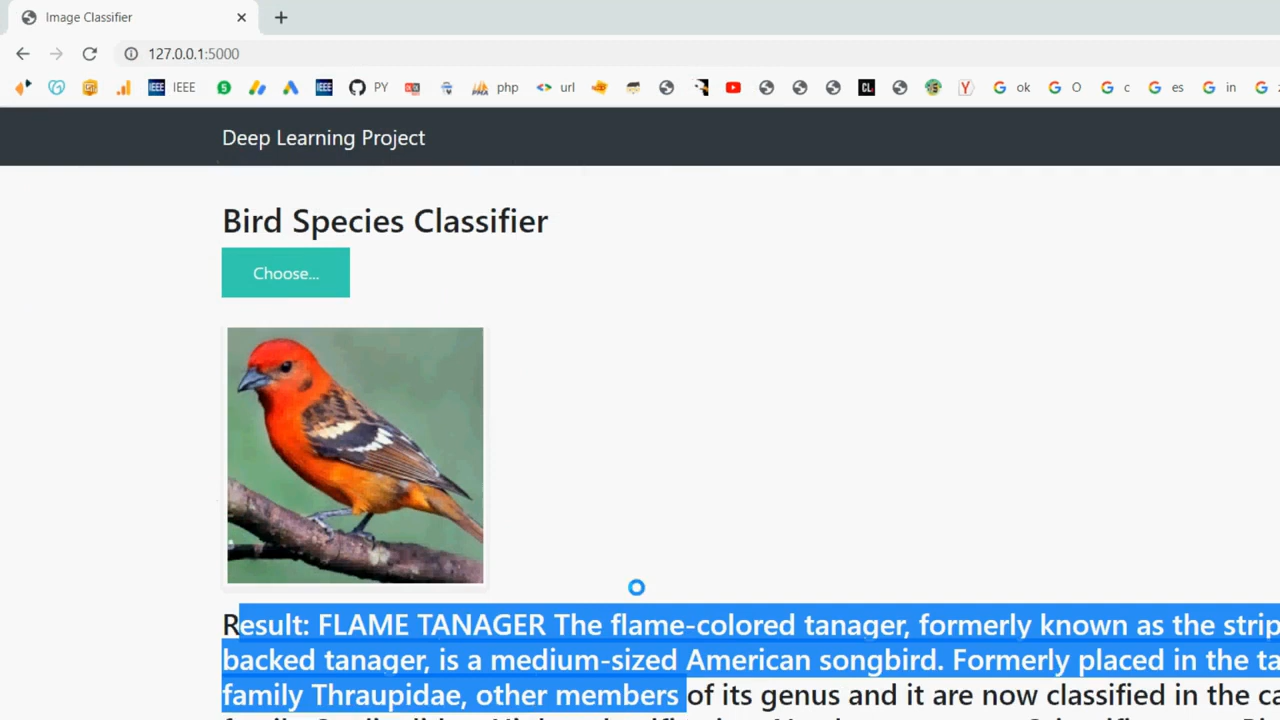 Image Classifier
127.0.0.1:5000
IEEE PY php url ok O c es in
Deep Learning Project
Bird Species Classifier
Choose...
Result: FLAME TANAGER The flame-colored tanager, formerly known as the strip
backed tanager, is a medium-sized American songbird. Formerly placed in the ta
family Thraupidae, other members of its genus and it are now classified in the ca